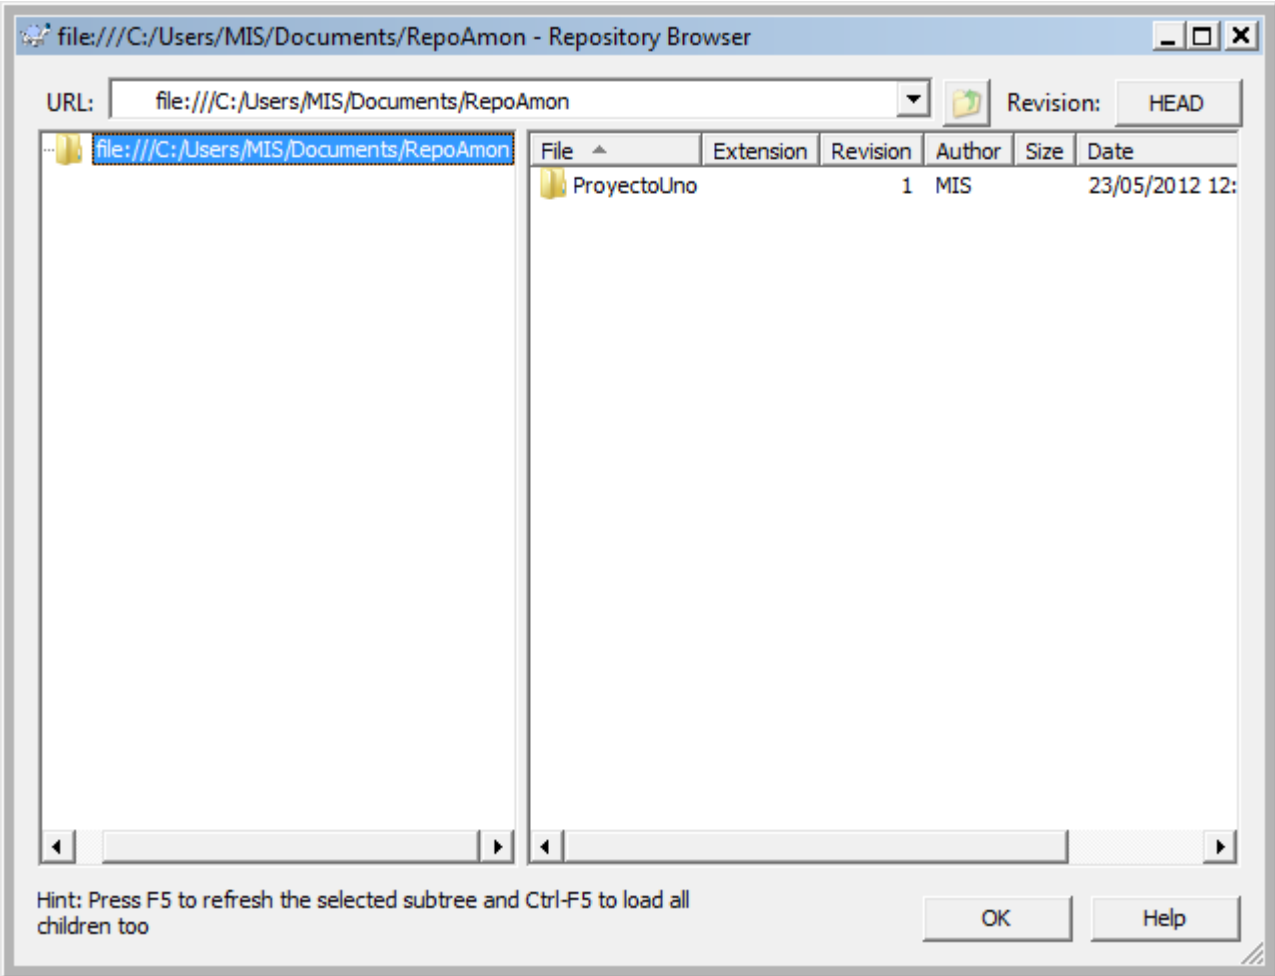 file:///C:/Users/MIS/Documents/RepoAmon - Repository Browser
URL: file:///C:/Users/MIS/Documents/RepoAmon Revision: HEAD
file:///C:/Users/MIS/Documents/RepoAmon
File Extension Revision Author Size Date
ProyectoUno 1 MIS 23/05/2012 12:
Hint: Press F5 to refresh the selected subtree and Ctrl-F5 to load all
children too
OK Help